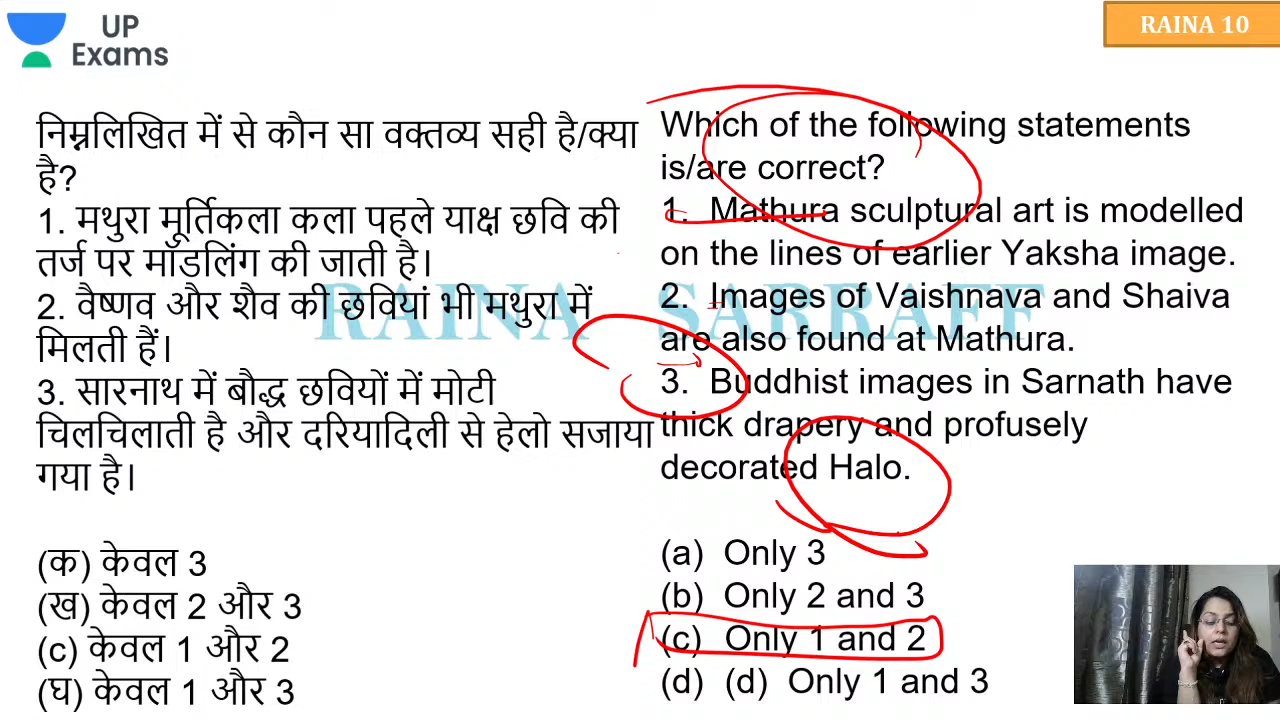 UP
Exams
RAINA 10
निम्नलिखित में से कौन सा वक्तव्य सही है/क्या
है?
1. मथुरा मूर्तिकला कला पहले याक्ष छवि की
तर्ज पर मॉडलिंग की जाती है।
2. वैष्णव और शैव की छवियां भी मथुरा में
मिलती हैं।
3. सारनाथ में बौद्ध छवियों में मोटी
चिलचिलाती है और दरियादिली से हेलो सजाया
गया है।
(क) केवल 3
(ख) केवल 2 और 3
(c) केवल 1 और 2
(घ) केवल 1 और 3
Which of the following statements
is/are correct?
1. Mathura sculptural art is modelled
on the lines of earlier Yaksha image.
2. Images of Vaishnava and Shaiva
are also found at Mathura.
3. Buddhist images in Sarnath have
thick drapery and profusely
decorated Halo.
(a) Only 3
(b) Only 2 and 3
(c) Only 1 and 2
(d) (d) Only 1 and 3
RAINA SARRAFF